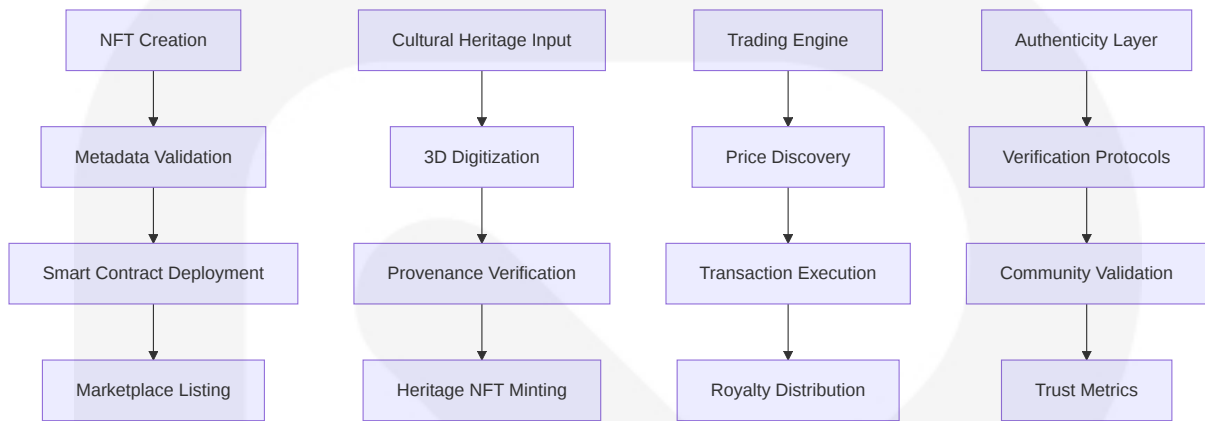 NFT Creation
Cultural Heritage Input
Trading Engine
Authenticity Layer
Metadata Validation
3D Digitization
Price Discovery
Verification Protocols
Smart Contract Deployment
Provenance Verification
Transaction Execution
Community Validation
Marketplace Listing
Heritage NFT Minting
Royalty Distribution
Trust Metrics